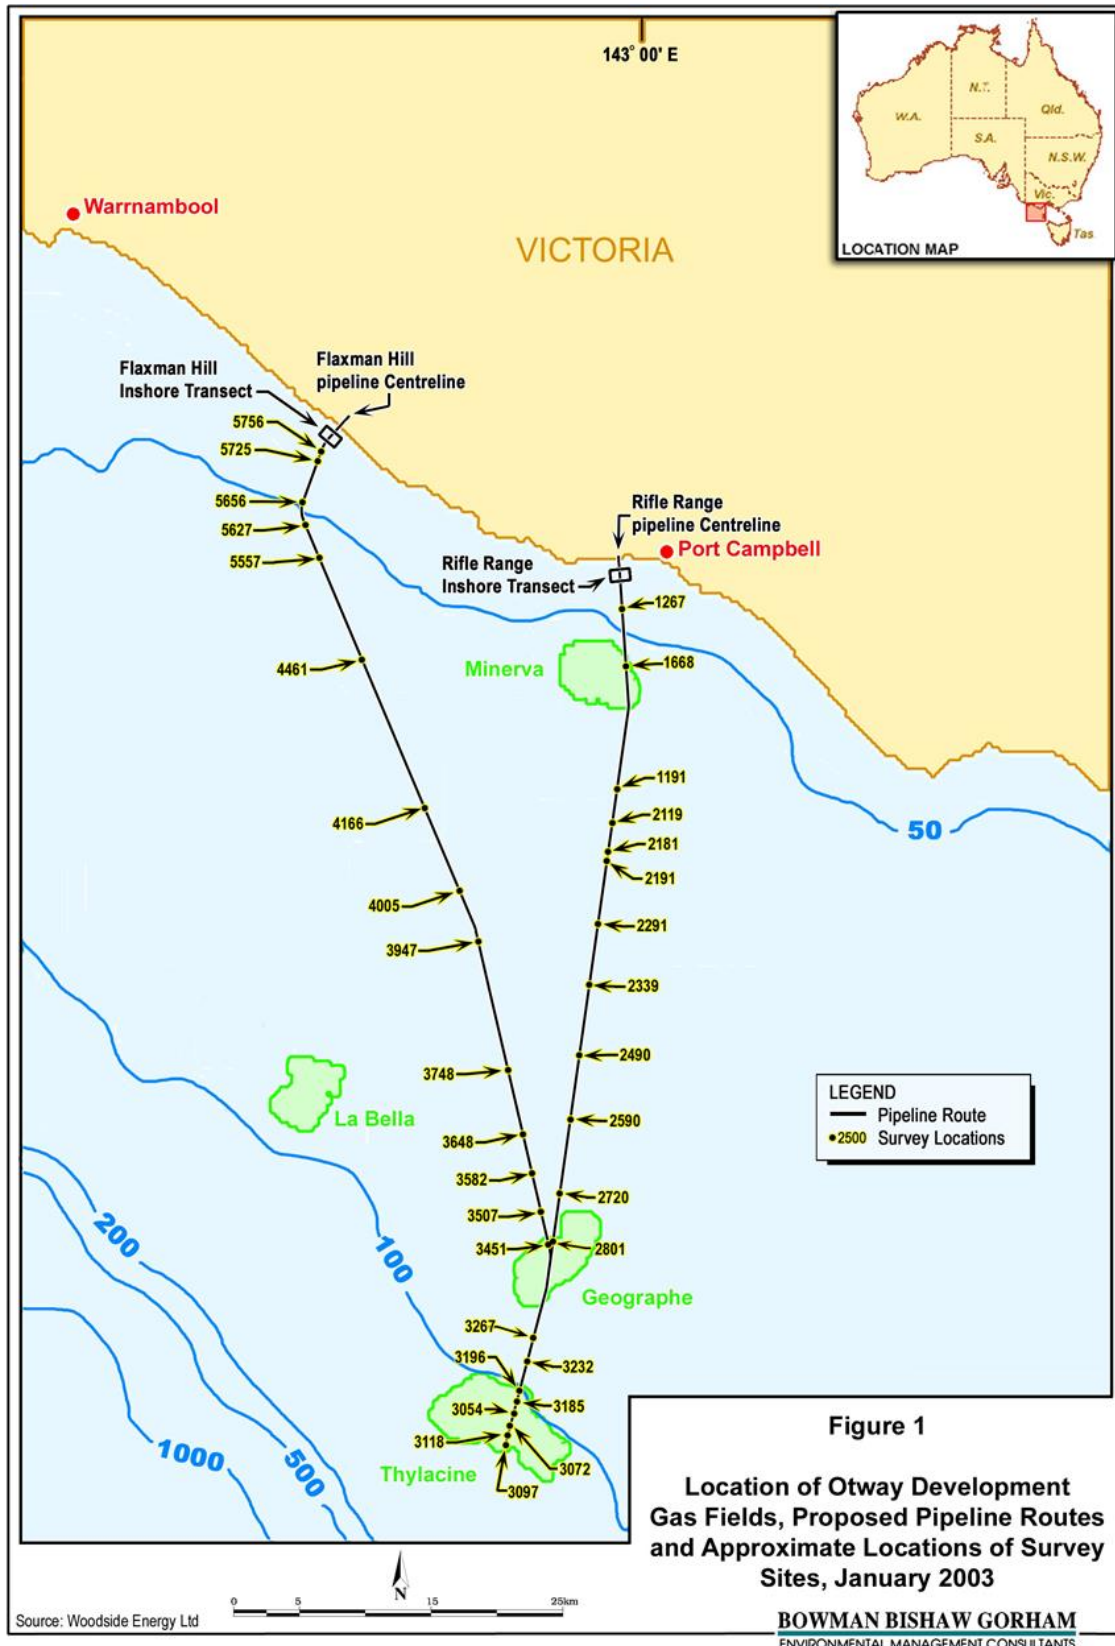 143° 00' E
W.A.
N.T.
Qld.
S.A.
N.S.W.
Vic.
Tas
LOCATION MAP
Warrnambool
VICTORIA
Flaxman Hill
Inshore Transect
Flaxman Hill
pipeline Centreline
5756
5725
5656
5627
5557
Rifle Range
pipeline Centreline
Port Campbell
Rifle Range
Inshore Transect
1267
4461
Minerva
1668
1191
4166
2119
50
2181
2191
4005
2291
3947
2339
2490
3748
LEGEND
Pipeline Route
2500 Survey Locations
La Bella
2590
3648
3582
2720
3507
200
100
3451
2801
Geographe
3267
3196
3232
3054
3185
3118
3072
Thylacine
3097
1000
500
Figure 1
Location of Otway Development
Gas Fields, Proposed Pipeline Routes
and Approximate Locations of Survey
Sites, January 2003
N
0 5 15 25km
Source: Woodside Energy Ltd
BOWMAN BISHAW GORHAM
ENVIRONMENTAL MANAGEMENT CONSULTANTS